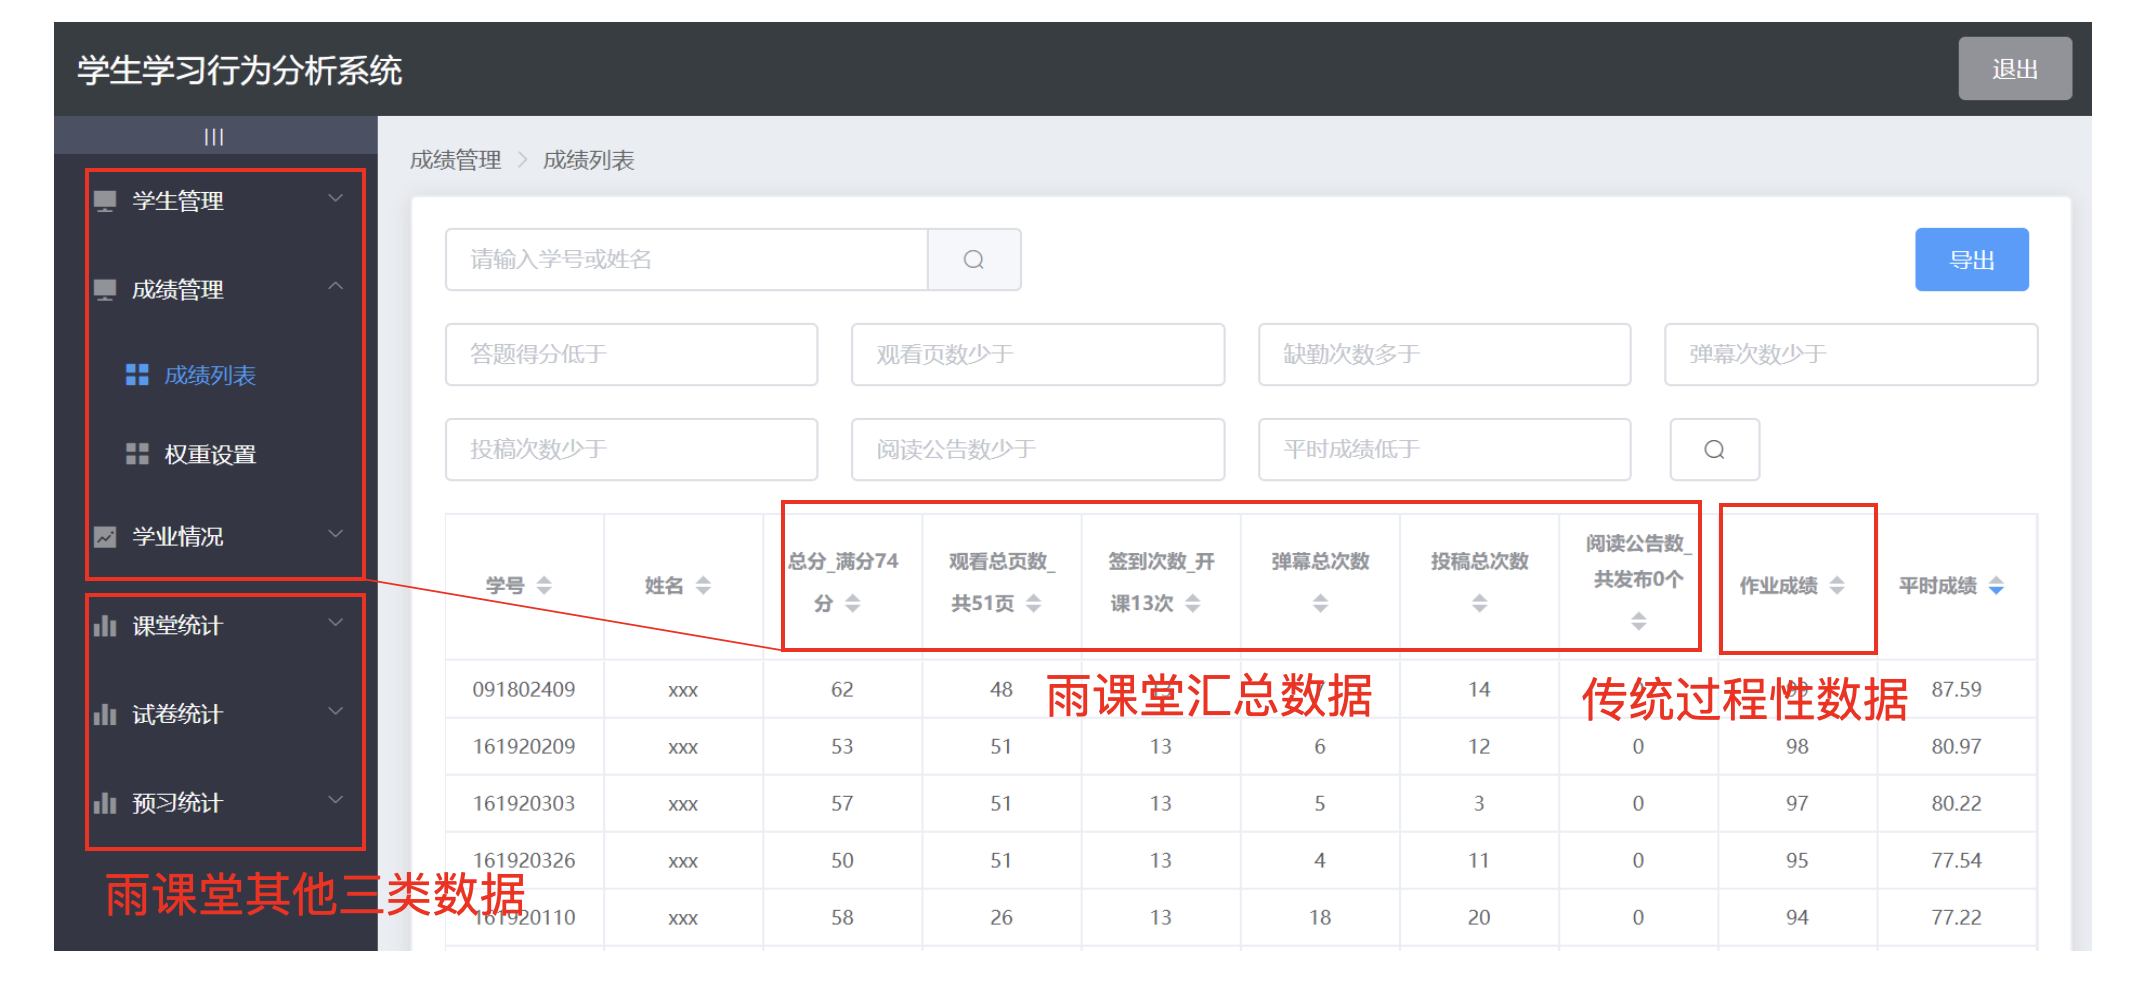 学生学习行为分析系统
退出
成绩管理 > 成绩列表
学生管理
成绩管理
成绩列表
权重设置
学业情况
课堂统计
试卷统计
预习统计
雨课堂其他三类数据
请输入学号或姓名
导出
答题得分低于 观看页数少于 缺勤次数多于 弹幕次数少于
投稿次数少于 阅读公告数少于 平时成绩低于
学号 姓名 总分_满分74分 观看总页数_共51页 签到次数_开课13次 弹幕总次数 投稿总次数 阅读公告数_共发布0个 作业成绩 平时成绩
雨课堂汇总数据 传统过程性数据
091802409 xxx 62 48 14 87.59
161920209 xxx 53 51 13 6 12 0 98 80.97
161920303 xxx 57 51 13 5 3 0 97 80.22
161920326 xxx 50 51 13 4 11 0 95 77.54
161920110 xxx 58 26 13 18 20 0 94 77.22